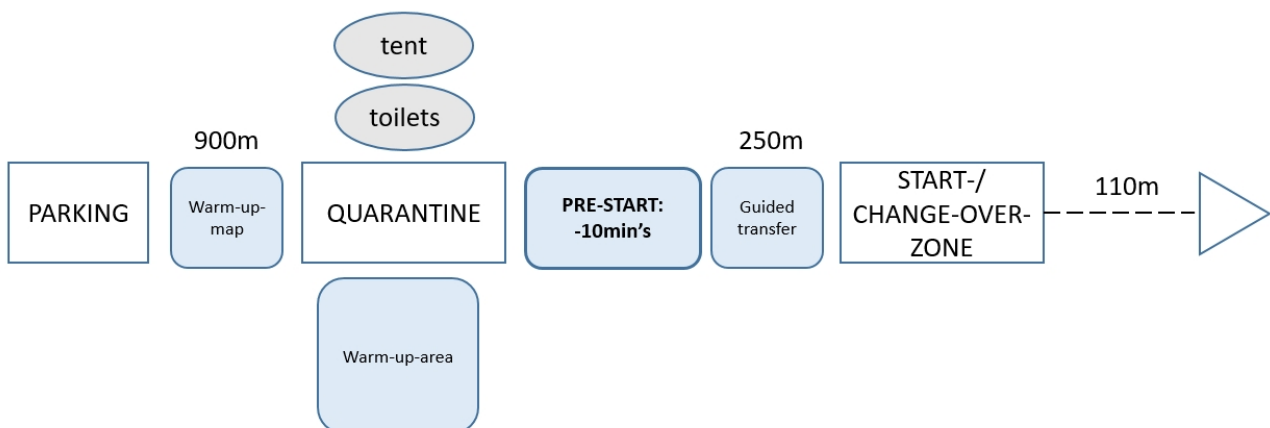 tent
toilets
900m
250m
110m
PARKING
Warm-up-
map
QUARANTINE
PRE-START:
-10min's
Guided
transfer
START-/
CHANGE-OVER-
ZONE
Warm-up-area